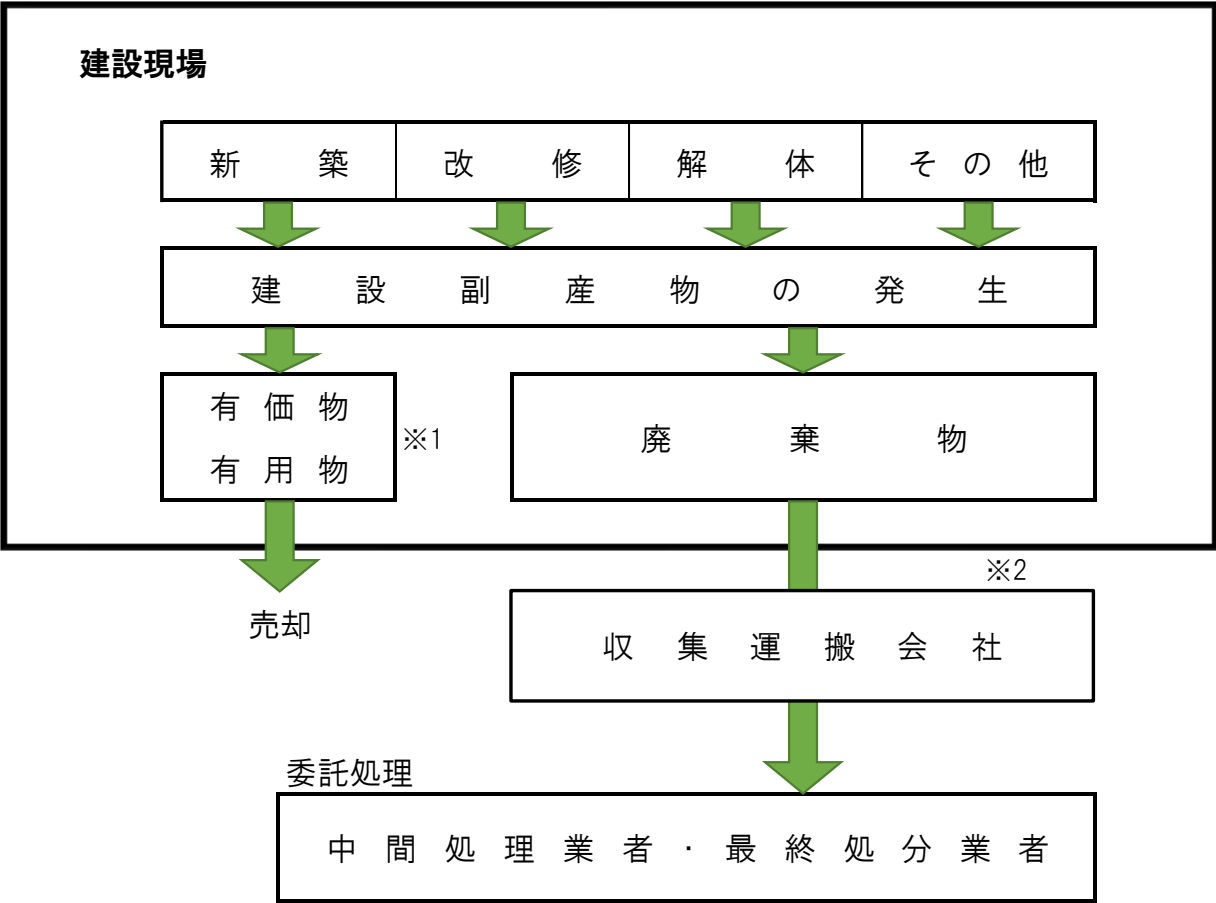 建設現場
新築 改修 解体 その他
建設副産物の発生
有価物
有用物
※1
廃棄物
※2
売却
収集運搬会社
委託処理
中間処理業者・最終処分業者